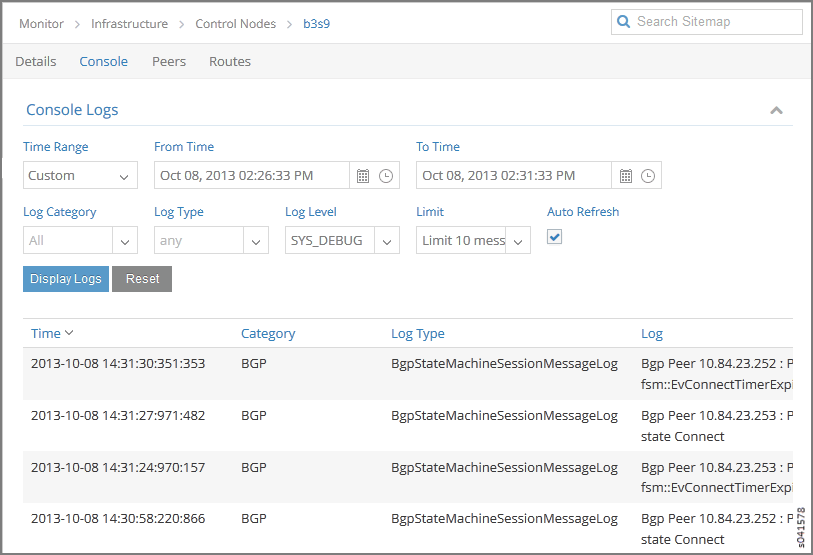 Monitor > Infrastructure > Control Nodes > b3s9
Search Sitemap
Details Console Peers Routes
Console Logs
Time Range From Time To Time
Custom Oct 08, 2013 02:26:33 PM Oct 08, 2013 02:31:33 PM
Log Category Log Type Log Level Limit Auto Refresh
All any SYS_DEBUG Limit 10 mess
Display Logs Reset
Time Category Log Type Log
2013-10-08 14:31:30:351:353 BGP BgpStateMachineSessionMessageLog Bgp Peer 10.84.23.252 : P
fsm::EvConnectTimerExpi
2013-10-08 14:31:27:971:482 BGP BgpStateMachineSessionMessageLog Bgp Peer 10.84.23.253 : P
state Connect
2013-10-08 14:31:24:970:157 BGP BgpStateMachineSessionMessageLog Bgp Peer 10.84.23.253 : P
fsm::EvConnectTimerExpi
2013-10-08 14:30:58:220:866 BGP BgpStateMachineSessionMessageLog Bgp Peer 10.84.23.252 : P
state Connect
s041578